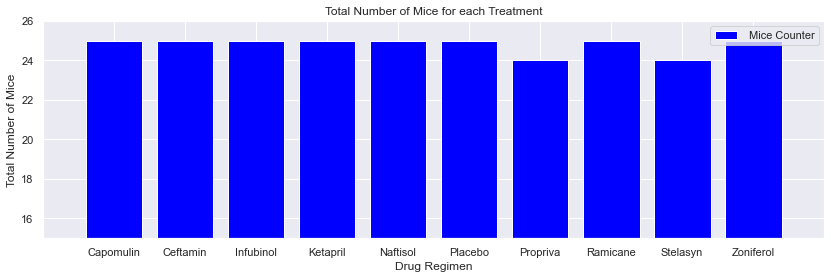 Total Number of Mice for each Treatment
Mice Counter
Total Number of Mice
26
24
22
20
18
16
Capomulin Ceftamin Infubinol Ketapril Naftisol Placebo Propriva Ramicane Stelasyn Zoniferol
Drug Regimen